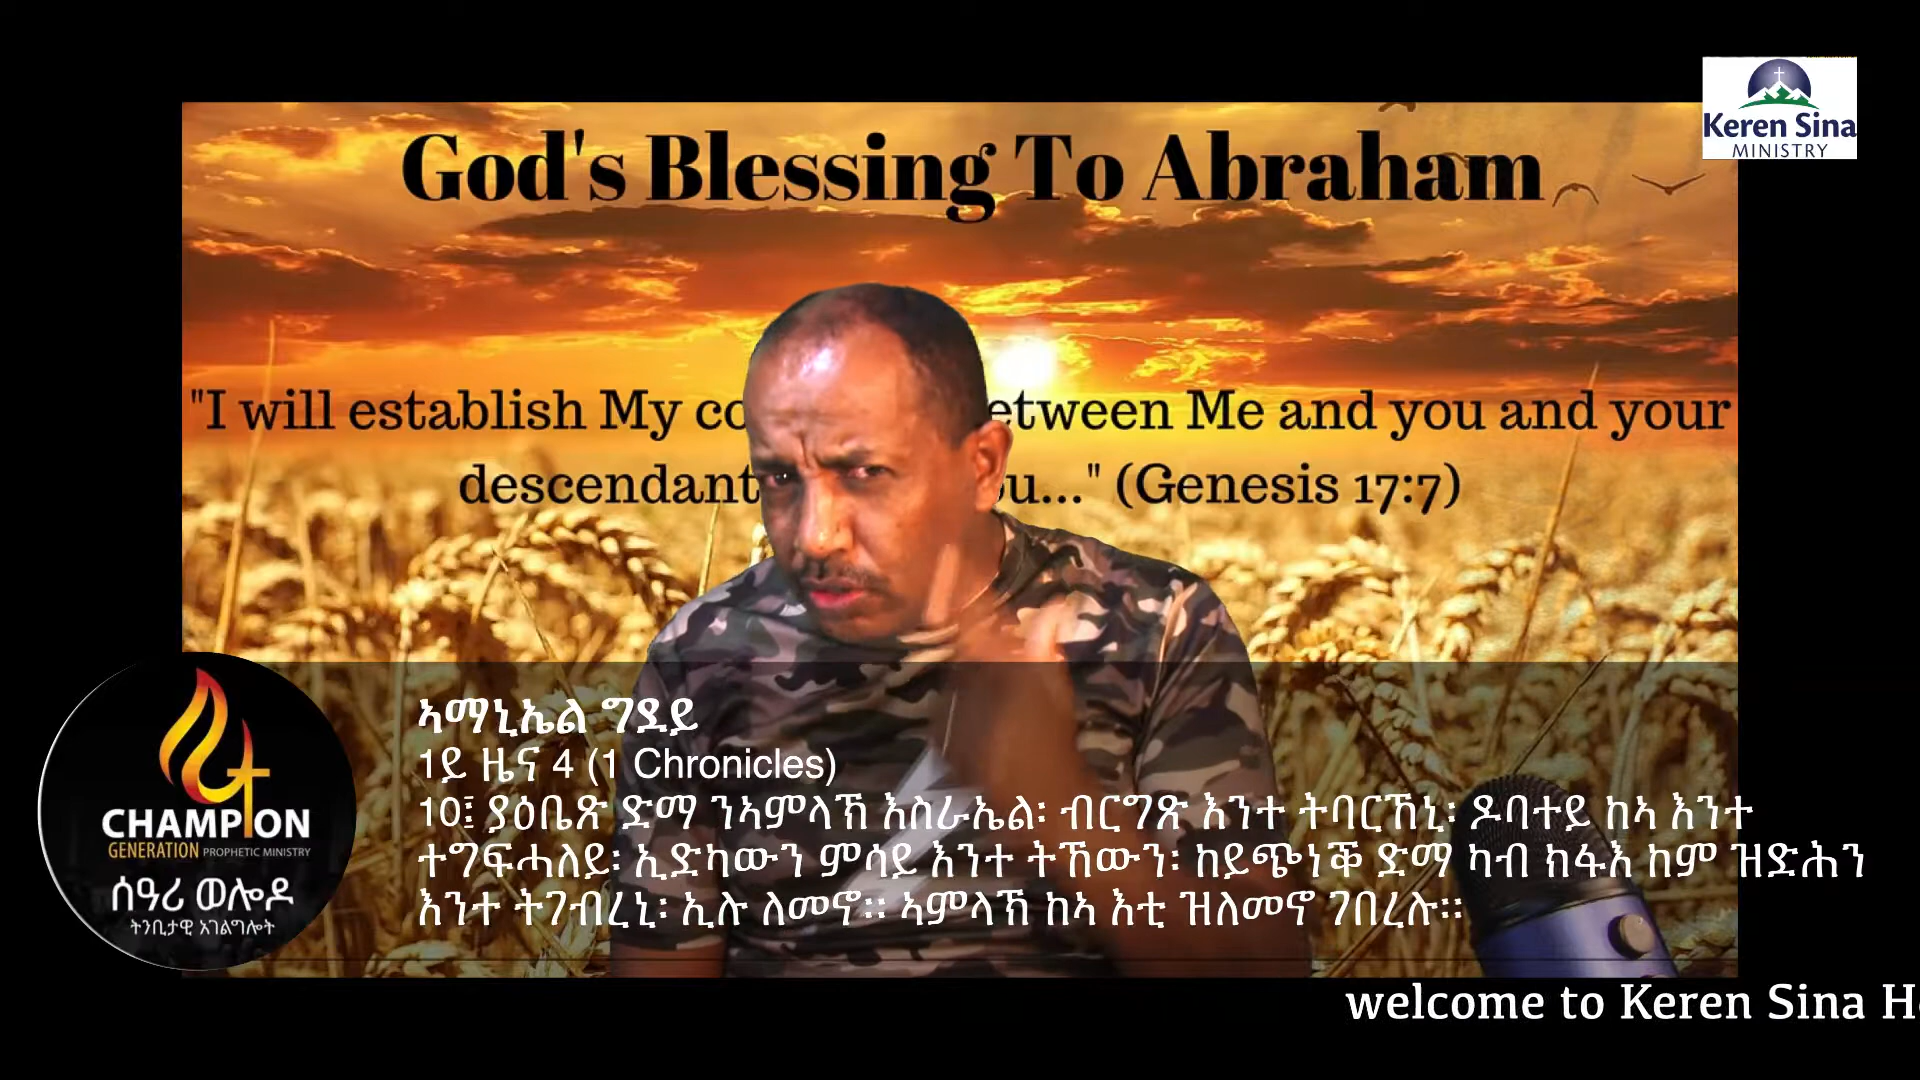 Keren Sina
MINISTRY
God's Blessing To Abraham
"I will establish My co etween Me and you and your
descendant u..." (Genesis 17:7)
ኣማኒኤል ግደይ
1ይ ዜና 4 (1 Chronicles)
10፤ ያዕቤጽ ድማ ንኣምላኽ እስራኤል፡ ብርግጽ እንተ ትባርኸኒ፡ ዶባተይ ከኣ እንተ
ተግፍሓለይ፡ ኢድካውን ምሳይ እንተ ትኸውን፡ ከይጭነቕ ድማ ካብ ክፋእ ከም ዝድሕን
እንተ ትገብረኒ፡ ኢሉ ለመኖ። ኣምላኽ ከኣ እቲ ዝለመኖ ገበረሉ።
CHAMPION
GENERATION PROPHETIC MINISTRY
ሰዓሪ ወሎዶ
ትንቢታዊ አገልግሎት
welcome to Keren Sina H